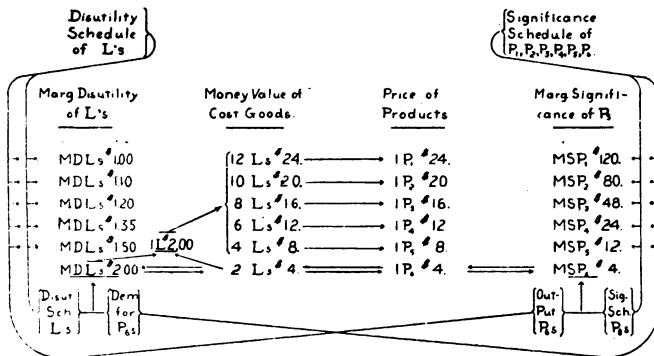 Disutility
Schedule
of L's
Significance
Schedule of
P₁, P₂, P₃, P₄, P₅, P₆.
Marg Disutility
of L's
Money Value of
Cost Goods.
Price of
Products
Marg. Signifi-
cance of P.
MDLs $1.00
12 Ls $24.
1P₁ $24.
MSP₁ $120.
MDLs $1.10
10 Ls $20.
1P₂ $20
MSP₂ $80.
MDLs $1.20
8 Ls $16.
1P₃ $16.
MSP₃ $48.
MDLs $1.35
6 Ls $12.
1P₄ $12
MSP₄ $24.
MDLs $1.50
1L $2.00
4 Ls $8.
1P₅ $8.
MSP₅ $12.
MDLs $2.00
2 Ls $4.
1P₆ $4.
MSP₆ $4.
Disut
Sch
Ls
Dem
for
P₆s
Out-
Put
P₆s
Sig.
Sch.
P₆s